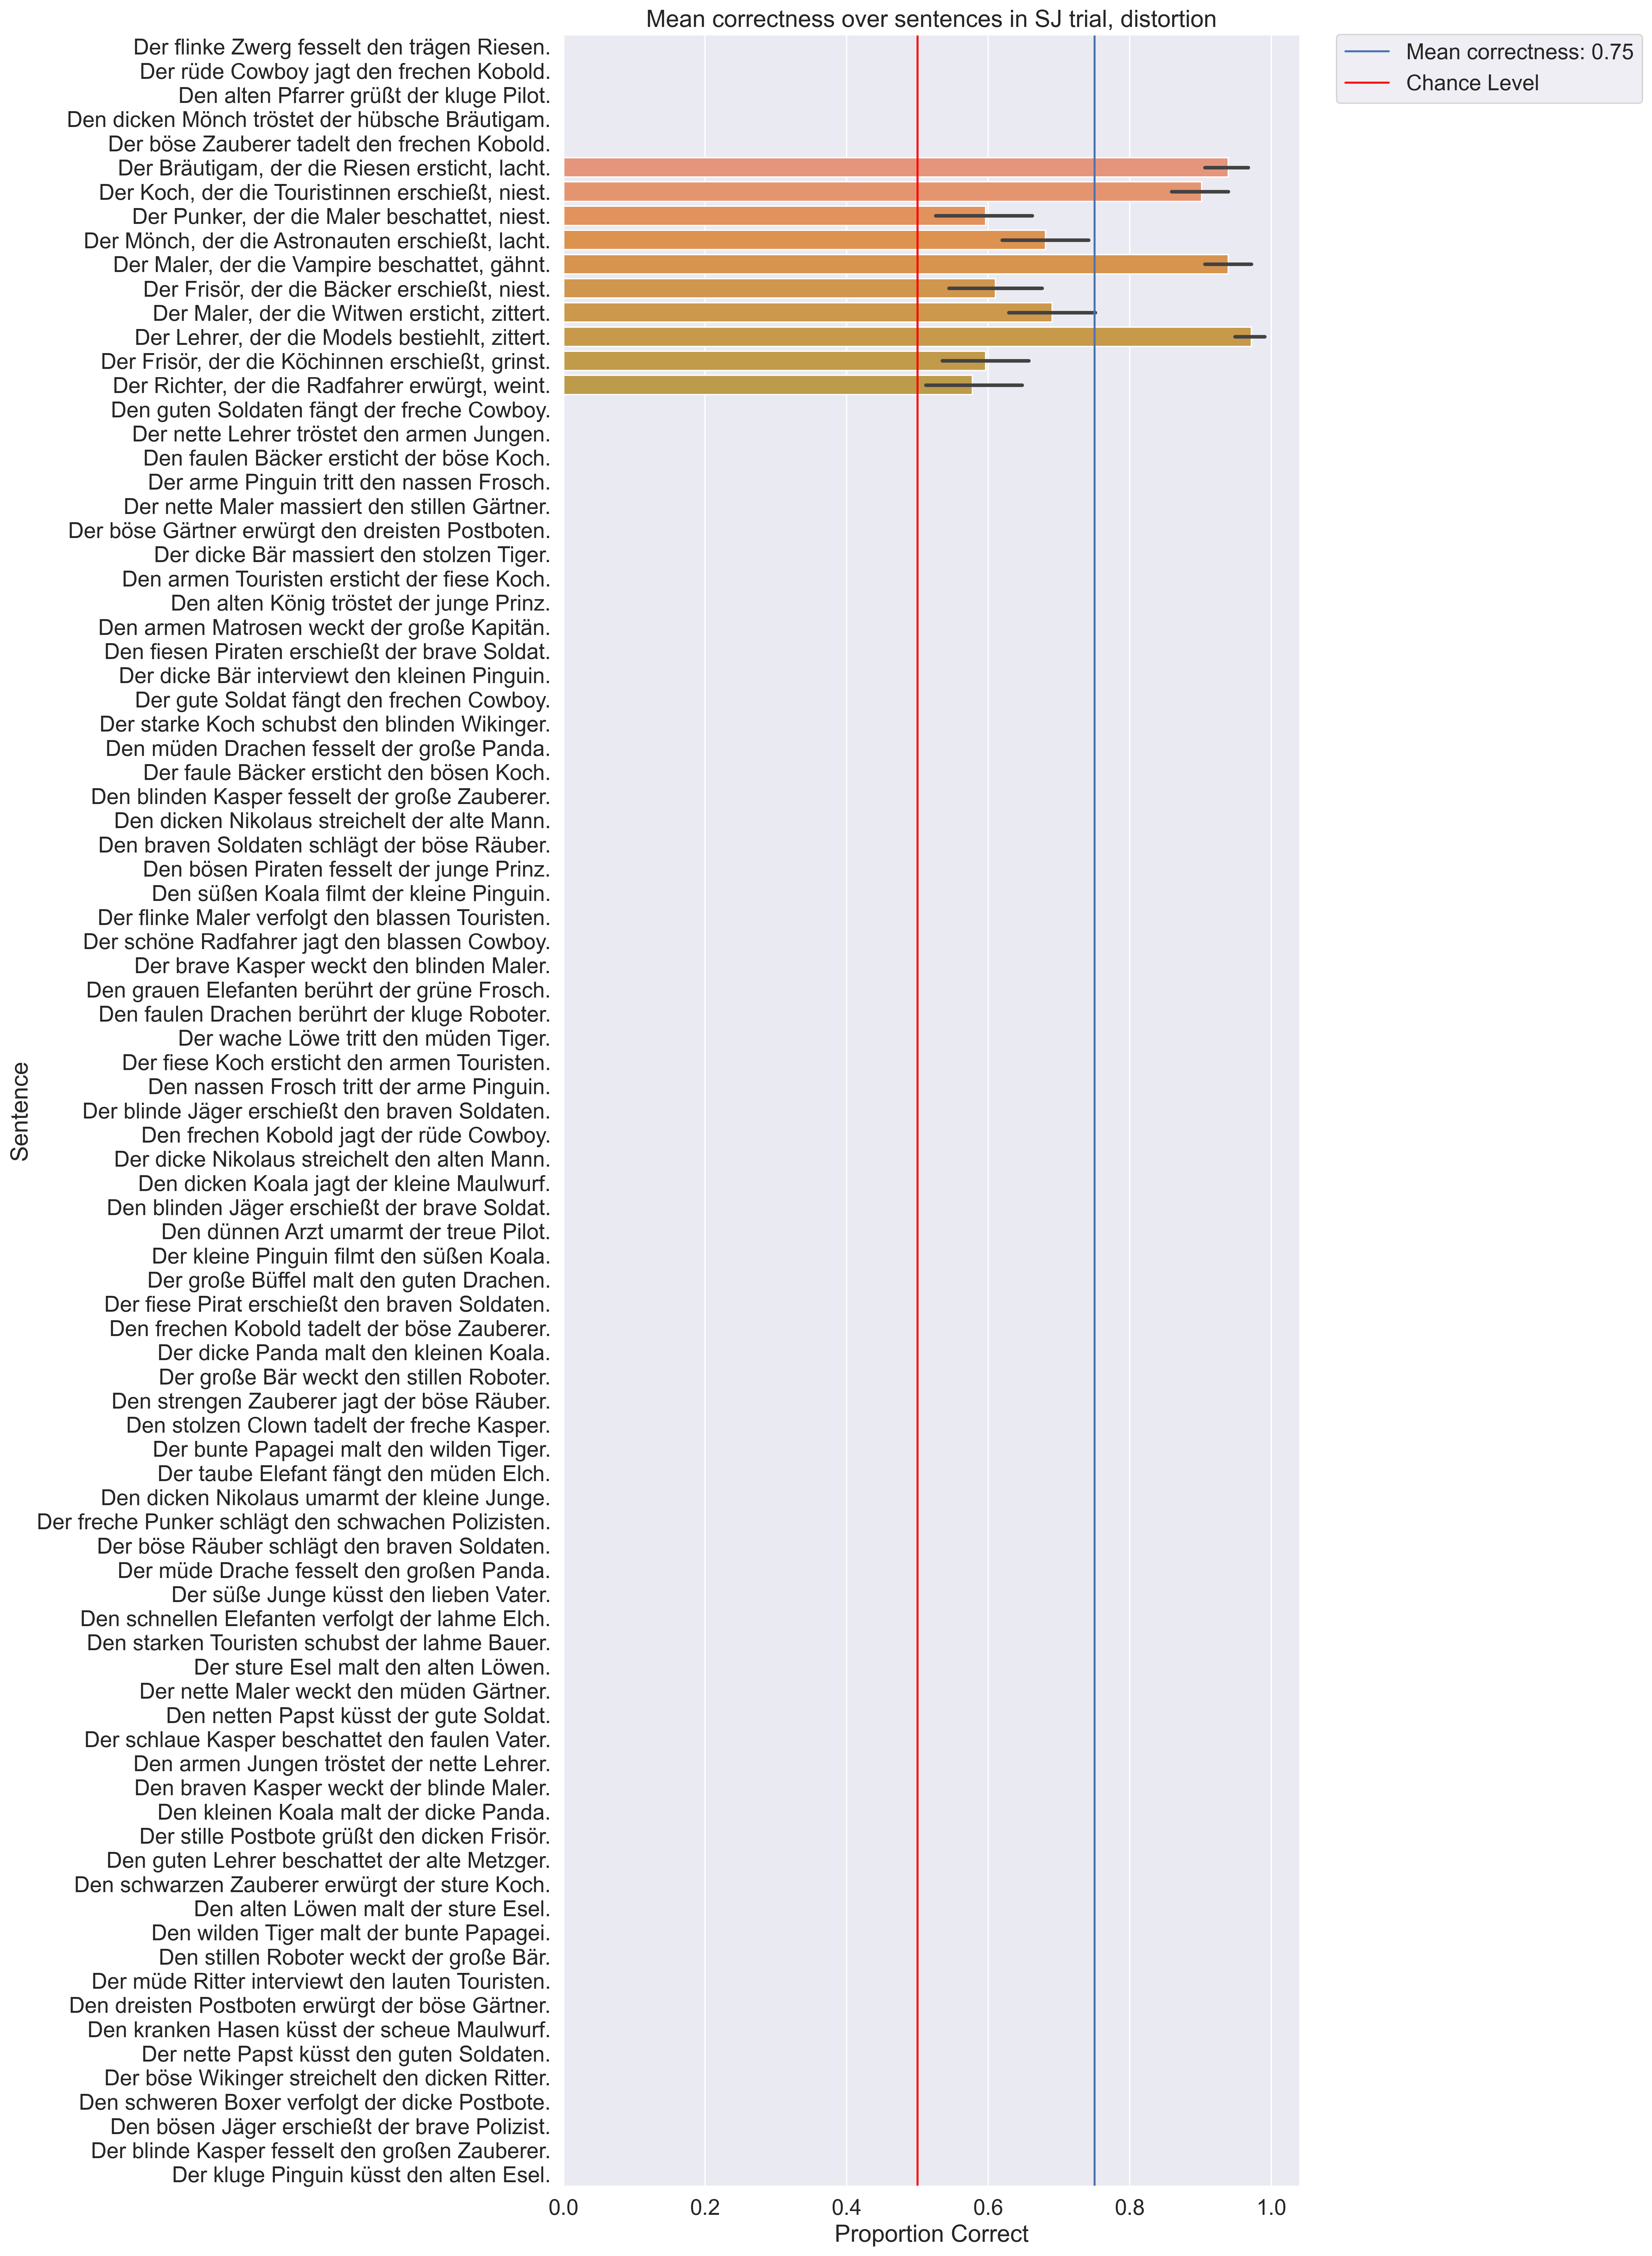 Mean correctness over sentences in SJ trial, distortion
Mean correctness: 0.75
Chance Level
Der flinke Zwerg fesselt den trägen Riesen.
Der rüde Cowboy jagt den frechen Kobold.
Den alten Pfarrer grüßt der kluge Pilot.
Den dicken Mönch tröstet der hübsche Bräutigam.
Der böse Zauberer tadelt den frechen Kobold.
Der Bräutigam, der die Riesen ersticht, lacht.
Der Koch, der die Touristinnen erschießt, niest.
Der Punker, der die Maler beschattet, niest.
Der Mönch, der die Astronauten erschießt, lacht.
Der Maler, der die Vampire beschattet, gähnt.
Der Frisör, der die Bäcker erschießt, niest.
Der Maler, der die Witwen ersticht, zittert.
Der Lehrer, der die Models bestiehlt, zittert.
Der Frisör, der die Köchinnen erschießt, grinst.
Der Richter, der die Radfahrer erwürgt, weint.
Den guten Soldaten fängt der freche Cowboy.
Der nette Lehrer tröstet den armen Jungen.
Den faulen Bäcker ersticht der böse Koch.
Der arme Pinguin tritt den nassen Frosch.
Der nette Maler massiert den stillen Gärtner.
Der böse Gärtner erwürgt den dreisten Postboten.
Der dicke Bär massiert den stolzen Tiger.
Den armen Touristen ersticht der fiese Koch.
Den alten König tröstet der junge Prinz.
Den armen Matrosen weckt der große Kapitän.
Den fiesen Piraten erschießt der brave Soldat.
Der dicke Bär interviewt den kleinen Pinguin.
Der gute Soldat fängt den frechen Cowboy.
Der starke Koch schubst den blinden Wikinger.
Den müden Drachen fesselt der große Panda.
Der faule Bäcker ersticht den bösen Koch.
Den blinden Kasper fesselt der große Zauberer.
Den dicken Nikolaus streichelt der alte Mann.
Den braven Soldaten schlägt der böse Räuber.
Den bösen Piraten fesselt der junge Prinz.
Den süßen Koala filmt der kleine Pinguin.
Der flinke Maler verfolgt den blassen Touristen.
Der schöne Radfahrer jagt den blassen Cowboy.
Der brave Kasper weckt den blinden Maler.
Den grauen Elefanten berührt der grüne Frosch.
Den faulen Drachen berührt der kluge Roboter.
Der wache Löwe tritt den müden Tiger.
Der fiese Koch ersticht den armen Touristen.
Den nassen Frosch tritt der arme Pinguin.
Der blinde Jäger erschießt den braven Soldaten.
Den frechen Kobold jagt der rüde Cowboy.
Der dicke Nikolaus streichelt den alten Mann.
Den dicken Koala jagt der kleine Maulwurf.
Den blinden Jäger erschießt der brave Soldat.
Den dünnen Arzt umarmt der treue Pilot.
Der kleine Pinguin filmt den süßen Koala.
Der große Büffel malt den guten Drachen.
Der fiese Pirat erschießt den braven Soldaten.
Den frechen Kobold tadelt der böse Zauberer.
Der dicke Panda malt den kleinen Koala.
Der große Bär weckt den stillen Roboter.
Den strengen Zauberer jagt der böse Räuber.
Den stolzen Clown tadelt der freche Kasper.
Der bunte Papagei malt den wilden Tiger.
Der taube Elefant fängt den müden Elch.
Den dicken Nikolaus umarmt der kleine Junge.
Der freche Punker schlägt den schwachen Polizisten.
Der böse Räuber schlägt den braven Soldaten.
Der müde Drache fesselt den großen Panda.
Der süße Junge küsst den lieben Vater.
Den schnellen Elefanten verfolgt der lahme Elch.
Den starken Touristen schubst der lahme Bauer.
Der sture Esel malt den alten Löwen.
Der nette Maler weckt den müden Gärtner.
Den netten Papst küsst der gute Soldat.
Der schlaue Kasper beschattet den faulen Vater.
Den armen Jungen tröstet der nette Lehrer.
Den braven Kasper weckt der blinde Maler.
Den kleinen Koala malt der dicke Panda.
Der stille Postbote grüßt den dicken Frisör.
Den guten Lehrer beschattet der alte Metzger.
Den schwarzen Zauberer erwürgt der sture Koch.
Den alten Löwen malt der sture Esel.
Den wilden Tiger malt der bunte Papagei.
Den stillen Roboter weckt der große Bär.
Der müde Ritter interviewt den lauten Touristen.
Den dreisten Postboten erwürgt der böse Gärtner.
Den kranken Hasen küsst der scheue Maulwurf.
Der nette Papst küsst den guten Soldaten.
Der böse Wikinger streichelt den dicken Ritter.
Den schweren Boxer verfolgt der dicke Postbote.
Den bösen Jäger erschießt der brave Polizist.
Der blinde Kasper fesselt den großen Zauberer.
Der kluge Pinguin küsst den alten Esel.
Sentence
0.0 0.2 0.4 0.6 0.8 1.0
Proportion Correct